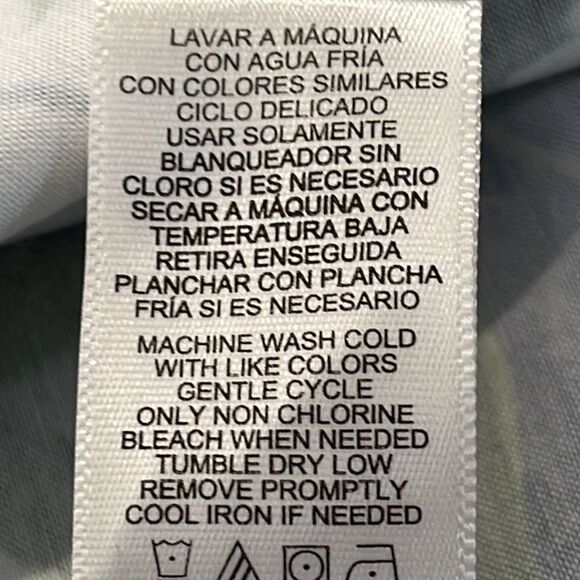 LAVAR A MÁQUINA
CON AGUA FRÍA
CON COLORES SIMILARES
CICLO DELICADO
USAR SOLAMENTE
BLANQUEADOR SIN
CLORO SI ES NECESARIO
SECAR A MÁQUINA CON
TEMPERATURA BAJA
RETIRA ENSEGUIDA
PLANCHAR CON PLANCHA
FRÍA SI ES NECESARIO
MACHINE WASH COLD
WITH LIKE COLORS
GENTLE CYCLE
ONLY NON CHLORINE
BLEACH WHEN NEEDED
TUMBLE DRY LOW
REMOVE PROMPTLY
COOL IRON IF NEEDED